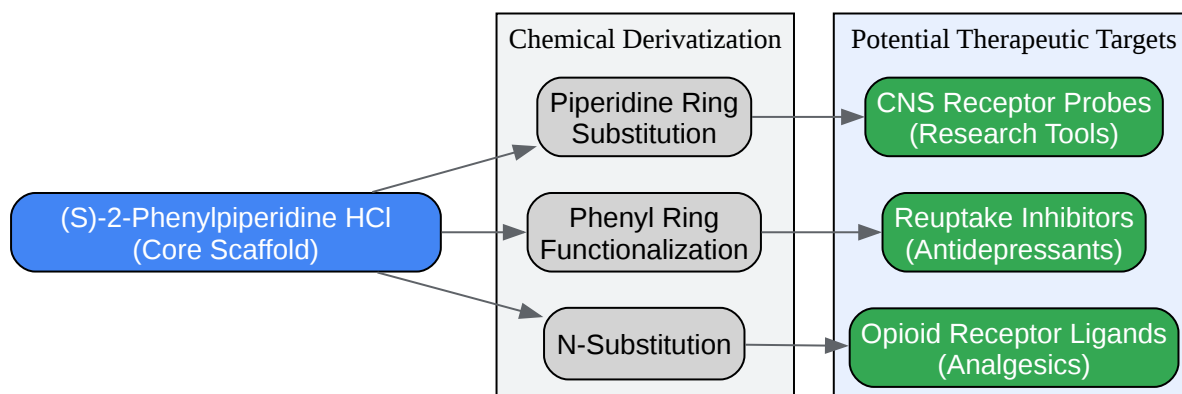 Chemical Derivatization
Potential Therapeutic Targets
Piperidine Ring
Substitution
CNS Receptor Probes
(Research Tools)
(S)-2-Phenylpiperidine HCl
(Core Scaffold)
Phenyl Ring
Functionalization
Reuptake Inhibitors
(Antidepressants)
N-Substitution
Opioid Receptor Ligands
(Analgesics)